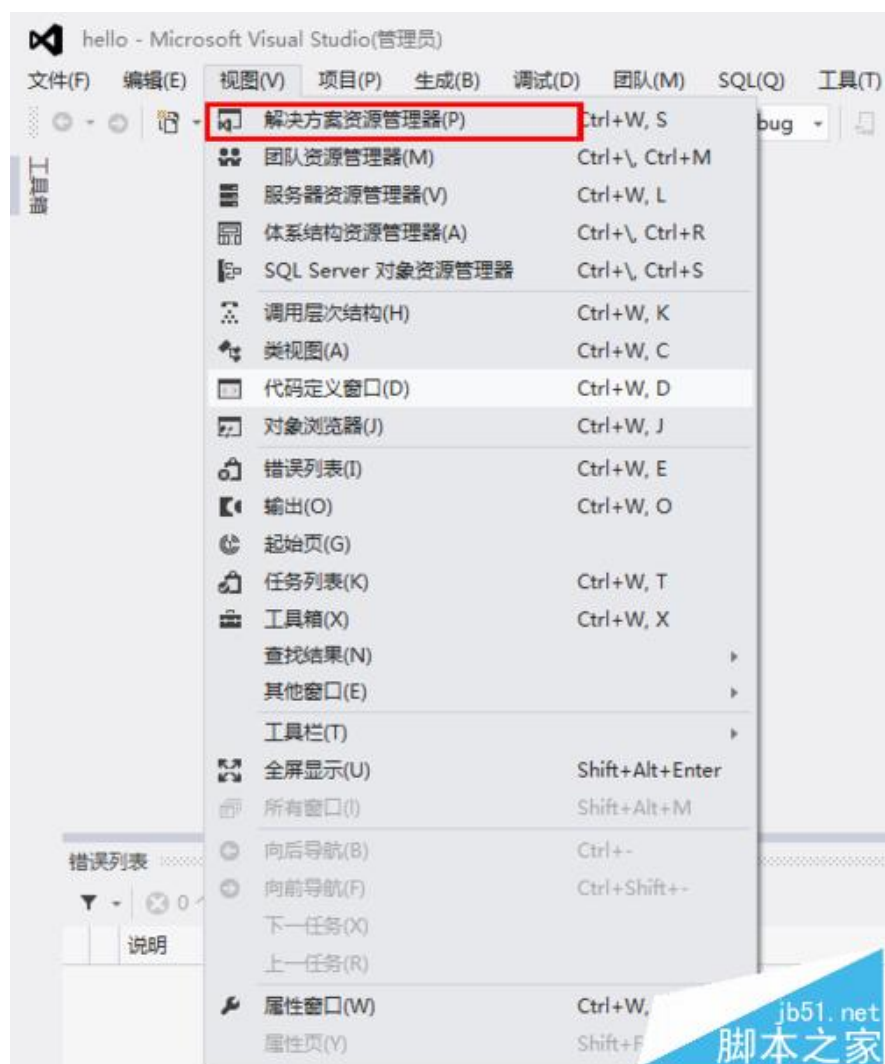 hello - Microsoft Visual Studio(管理员)
文件(F) 编辑(E) 视图(V) 项目(P) 生成(B) 调试(D) 团队(M) SQL(Q) 工具(T)
解决方案资源管理器(P) Ctrl+W, S
bug
工具箱
团队资源管理器(M) Ctrl+\, Ctrl+M
服务器资源管理器(V) Ctrl+W, L
体系结构资源管理器(A) Ctrl+\, Ctrl+R
SQL Server 对象资源管理器 Ctrl+\, Ctrl+S
调用层次结构(H) Ctrl+W, K
类视图(A) Ctrl+W, C
代码定义窗口(D) Ctrl+W, D
对象浏览器(J) Ctrl+W, J
错误列表(I) Ctrl+W, E
输出(O) Ctrl+W, O
起始页(G)
任务列表(K) Ctrl+W, T
工具箱(X) Ctrl+W, X
查找结果(N)
其他窗口(E)
工具栏(T)
全屏显示(U) Shift+Alt+Enter
所有窗口(I) Shift+Alt+M
向后导航(B) Ctrl+-
向前导航(F) Ctrl+Shift+-
下一任务(X)
上一任务(R)
属性窗口(W) Ctrl+W,
属性页(Y) Shift+F
错误列表
0
说明
jb51.net
脚本之家